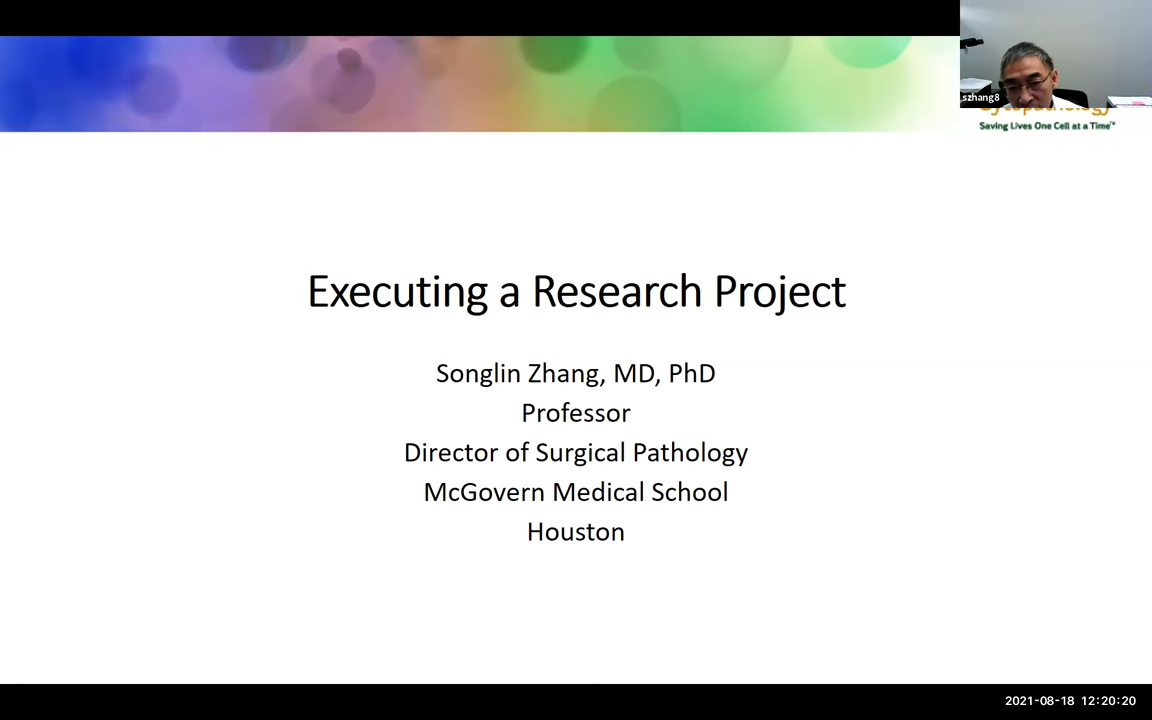 szhang8
Saving Lives One Cell at a Time™
Executing a Research Project
Songlin Zhang, MD, PhD
Professor
Director of Surgical Pathology
McGovern Medical School
Houston
2021-08-18 12:20:20